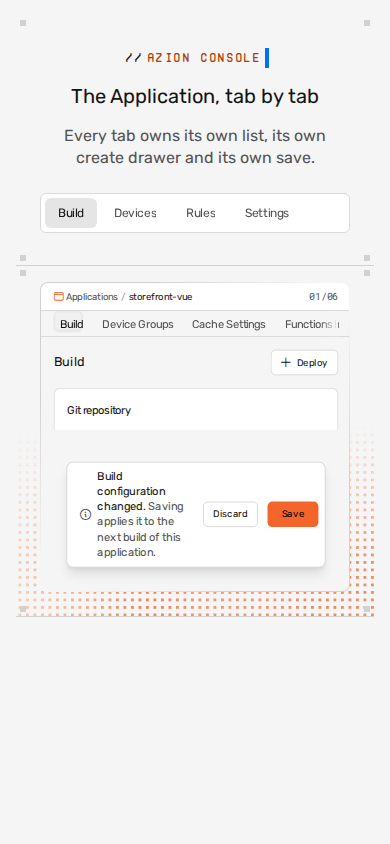 // AZION CONSOLE
The Application, tab by tab
Every tab owns its own list, its own
create drawer and its own save.
Build Devices Rules Settings
Applications / storefront-vue 01/06
Build Device Groups Cache Settings Functions
Build
Deploy
Git repository
Build
configuration
changed. Saving
applies it to the
next build of this
application.
Discard Save